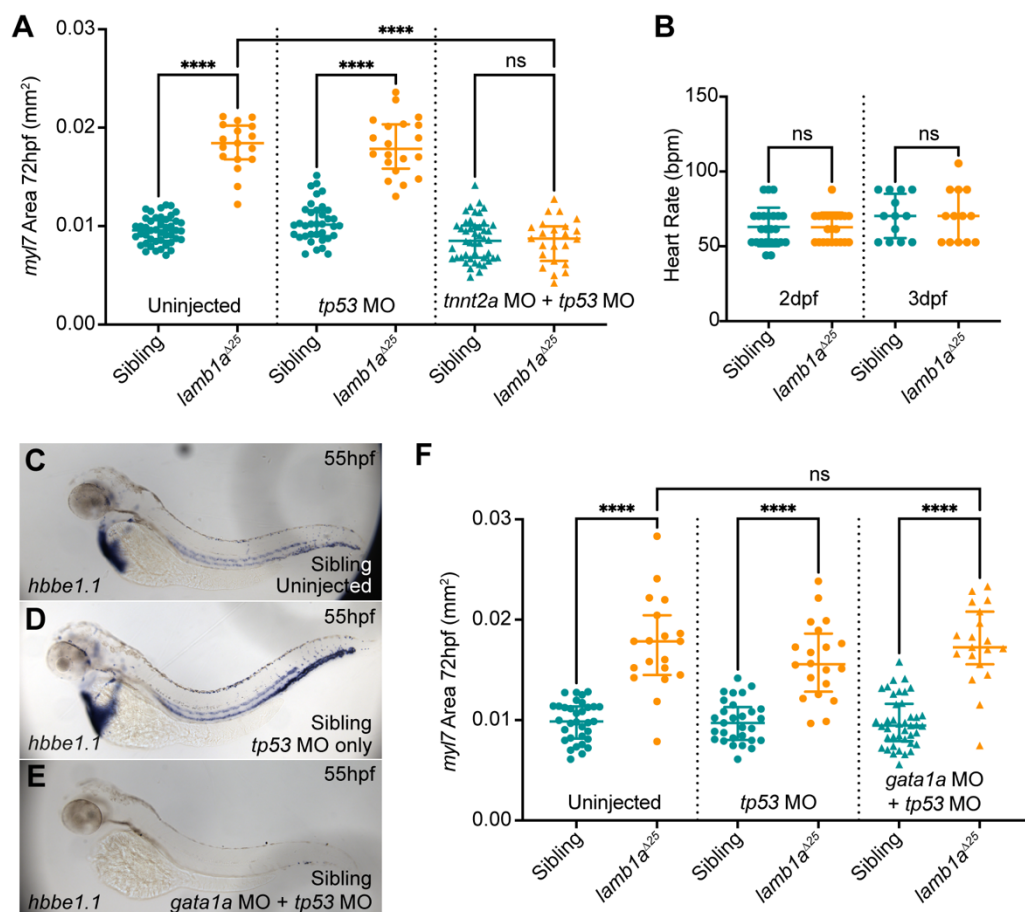 A
myl7 Area 72hpf (mm²)
0.03
0.02
0.01
0.00
****
****
****
ns
Uninjected
tp53 MO
tnnt2a MO + tp53 MO
Sibling
lamb1aΔ25
Sibling
lamb1aΔ25
Sibling
lamb1aΔ25
B
Heart Rate (bpm)
150
100
50
0
ns
ns
2dpf
3dpf
Sibling
lamb1aΔ25
Sibling
lamb1aΔ25
C
55hpf
Sibling
Uninjected
hbbe1.1
D
55hpf
Sibling
tp53 MO only
hbbe1.1
E
55hpf
Sibling
gata1a MO + tp53 MO
hbbe1.1
F
myl7 Area 72hpf (mm²)
0.03
0.02
0.01
0.00
ns
****
****
****
Uninjected
tp53 MO
gata1a MO
+ tp53 MO
Sibling
lamb1aΔ25
Sibling
lamb1aΔ25
Sibling
lamb1aΔ25